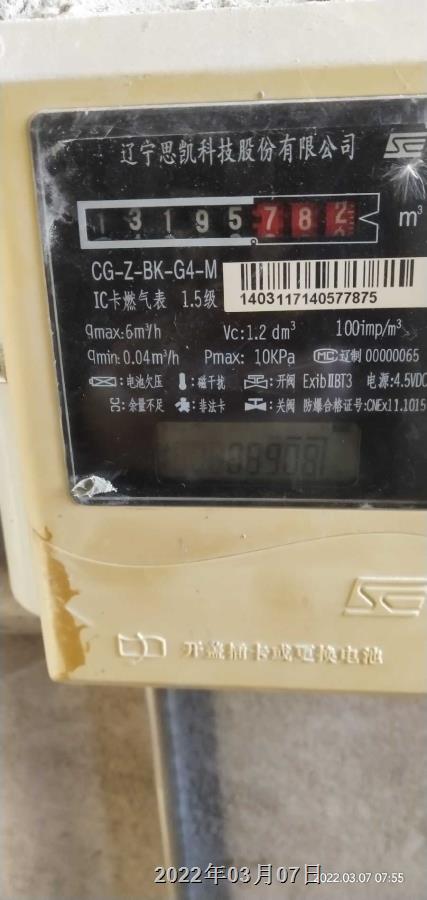 辽宁思凯科技股份有限公司
13195782 m³
CG-Z-BK-G4-M
IC卡燃气表 1.5级
1403117140577875
qmax:6m³/h Vc:1.2 dm³ 100imp/m³
qmin:0.04m³/h Pmax: 10KPa MC 辽制 00000065
:电池欠压 :磁干扰 :开阀 ExibⅡBT3 电源:4.5VDC
:余量不足 :非法卡 :关阀 防爆合格证号:CNEx11.1015
开盖插卡或更换电池
2022年03月07日
2022.03.07 07:55